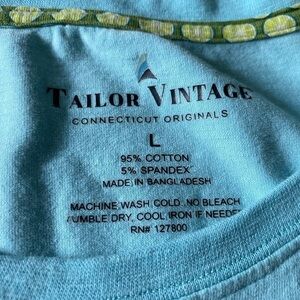 TAILOR VINTAGE
CONNECTICUT ORIGINALS
L
95% COTTON
5% SPANDEX
MADE IN BANGLADESH
MACHINE WASH COLD, NO BLEACH
TUMBLE DRY, COOL IRON IF NEEDED
RN# 127800